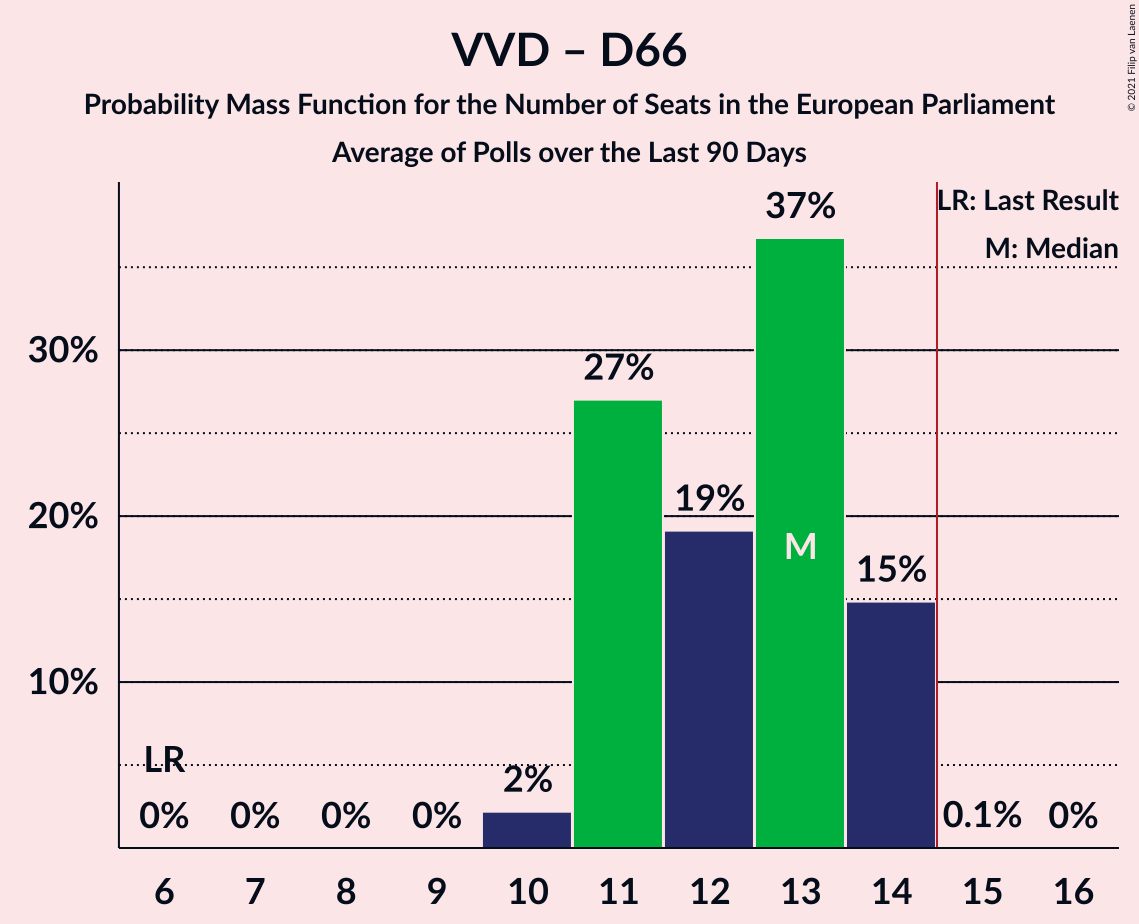 VVD – D66
Probability Mass Function for the Number of Seats in the European Parliament
Average of Polls over the Last 90 Days
© 2021 Filip van Laenen
LR: Last Result
M: Median
37%
30%
27%
19%
20%
M
15%
10%
LR
2%
0% 0% 0% 0% 0.1% 0%
6 7 8 9 10 11 12 13 14 15 16